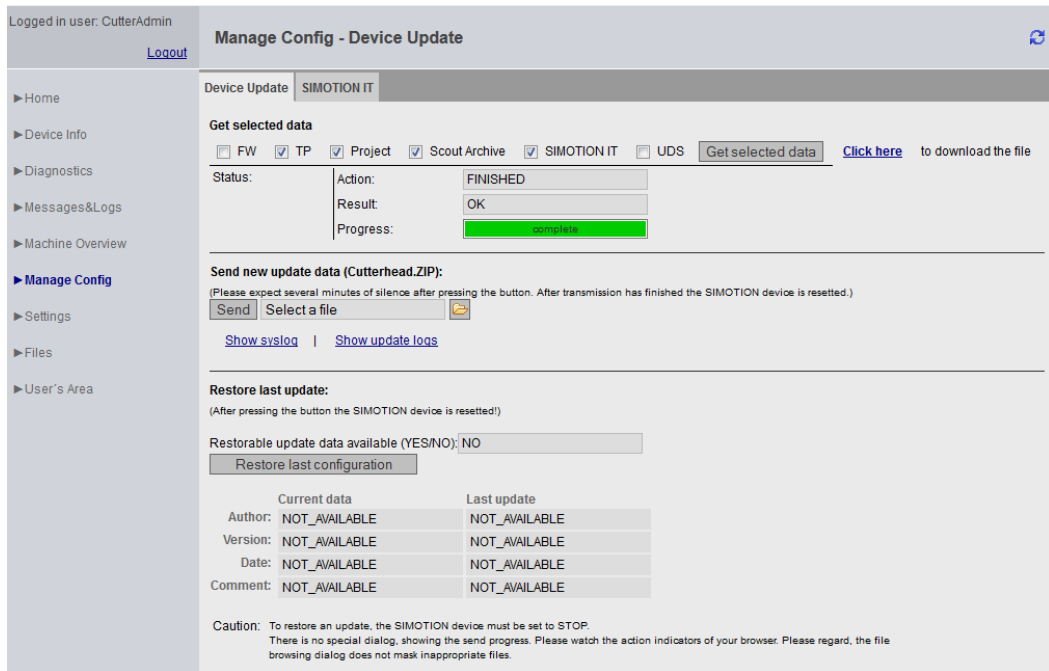 Logged in user: CutterAdmin
Logout
Manage Config - Device Update
►Home
►Device Info
►Diagnostics
►Messages&Logs
►Machine Overview
►Manage Config
►Settings
►Files
►User´s Area
Device Update SIMOTION IT
Get selected data
FW TP Project Scout Archive SIMOTION IT UDS Get selected data Click here to download the file
Status: Action: FINISHED
Result: OK
Progress: complete
Send new update data (Cutterhead.ZIP):
(Please expect several minutes of silence after pressing the button. After transmission has finished the SIMOTION device is resetted.)
Send Select a file
Show syslog | Show update logs
Restore last update:
(After pressing the button the SIMOTION device is resetted!)
Restorable update data available (YES/NO): NO
Restore last configuration
Current data Last update
Author: NOT_AVAILABLE NOT_AVAILABLE
Version: NOT_AVAILABLE NOT_AVAILABLE
Date: NOT_AVAILABLE NOT_AVAILABLE
Comment: NOT_AVAILABLE NOT_AVAILABLE
Caution: To restore an update, the SIMOTION device must be set to STOP.
There is no special dialog, showing the send progress. Please watch the action indicators of your browser. Please regard, the file
browsing dialog does not mask inappropriate files.